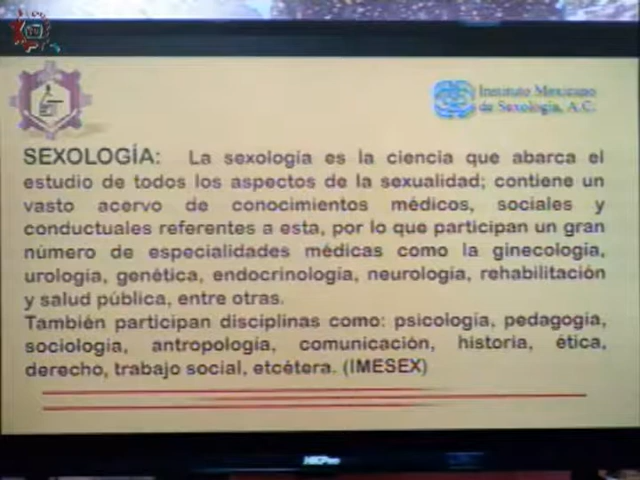 Instituto Mexicano
de Sexología, A.C.
SEXOLOGÍA: La sexología es la ciencia que abarca el
estudio de todos los aspectos de la sexualidad; contiene un
vasto acervo de conocimientos médicos, sociales y
conductuales referentes a esta, por lo que participan un gran
número de especialidades médicas como la ginecología,
urología, genética, endocrinología, neurología, rehabilitación
y salud pública, entre otras.
También participan disciplinas como: psicología, pedagogía,
sociología, antropología, comunicación, historia, ética,
derecho, trabajo social, etcétera. (IMESEX)